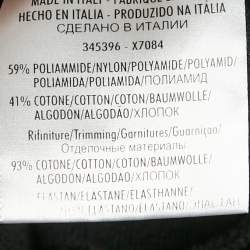 MADE IN ITALY - FABRIQUÉ
HECHO EN ITALIA - PRODUZIDO NA ITÁLIA
СДЕЛАНО В ИТАЛИИ
345396 - X7084
59% POLIAMMIDE/NYLON/POLYAMIDE/POLYAMID/
POLIAMIDA/POLIAMIDA/ПОЛИАМИД
41% COTONE/COTTON/COTON/BAUMWOLLE/
ALGODÓN/ALGODÃO/ХЛОПОК
Rifiniture/Trimming/Garnitures/Guarniçao/
Отделочные материалы
93% COTONE/COTTON/COTON/BAUMWOLLE/
ALGODÓN/ALGODÃO/ХЛОПОК
ELASTAN/ELASTANE/ELASTHANNE/